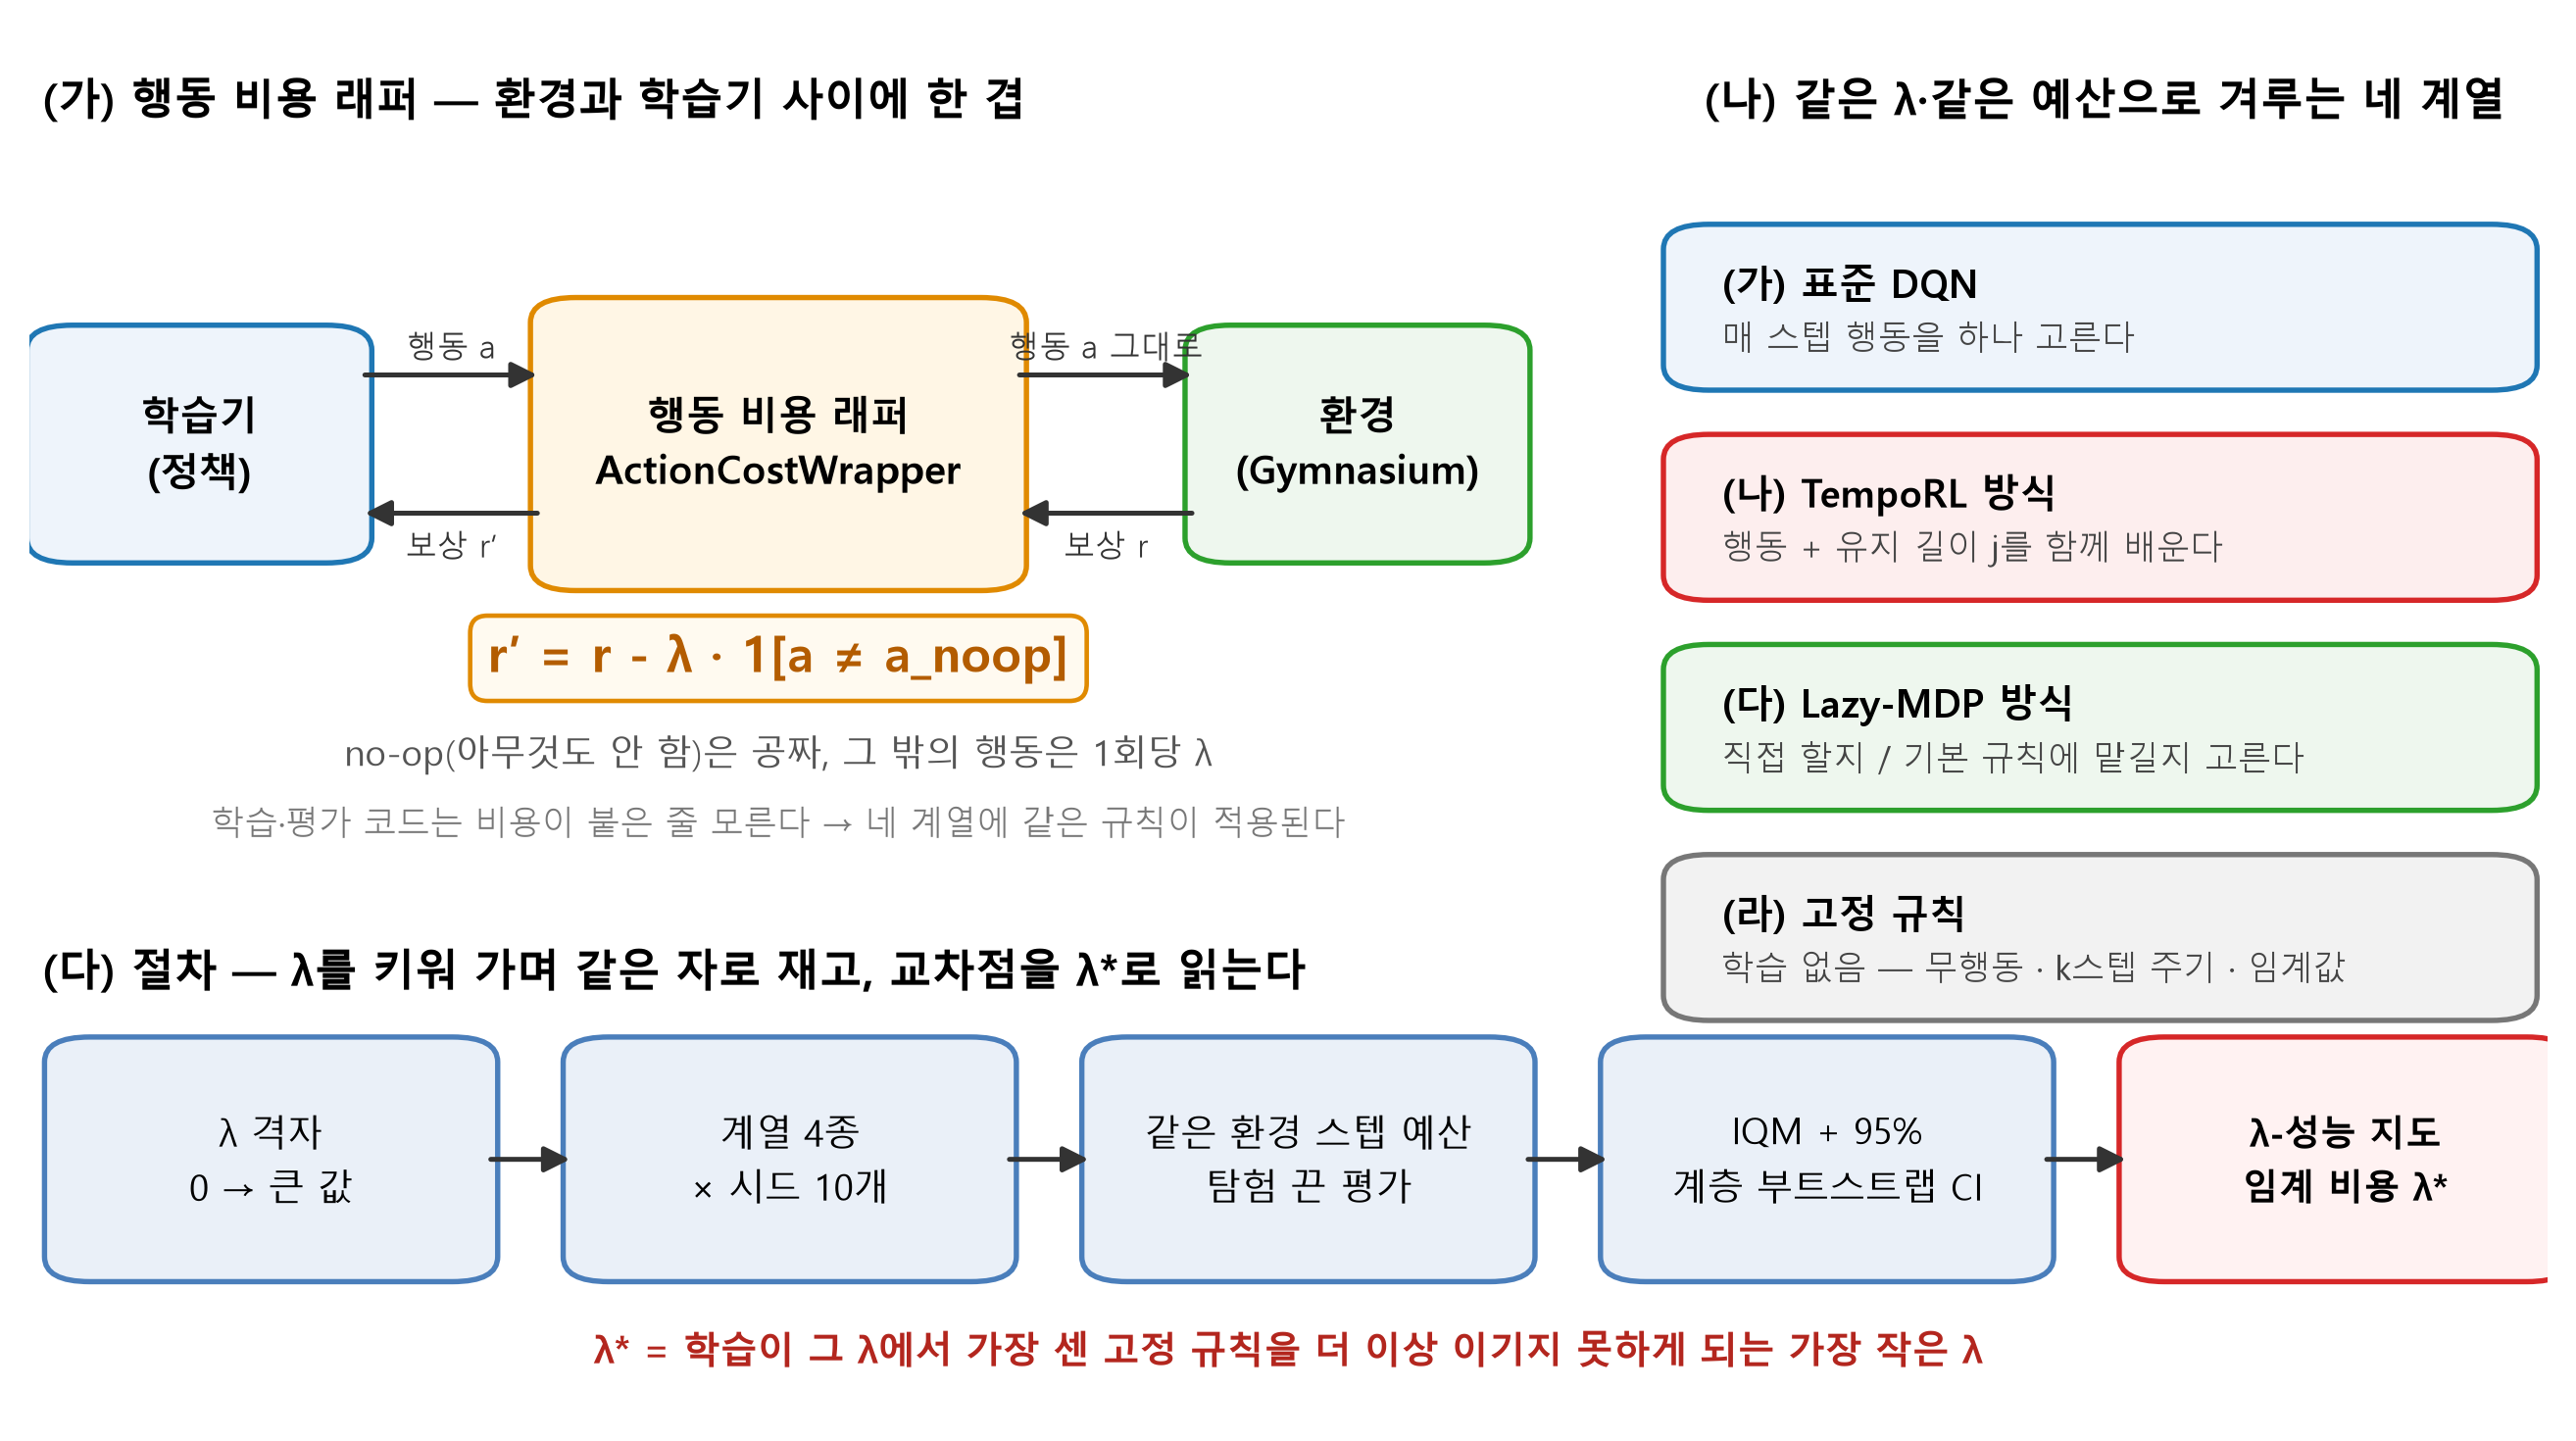 (가) 행동 비용 래퍼 — 환경과 학습기 사이에 한 겹
행동 a
행동 a 그대로
학습기
(정책)
행동 비용 래퍼
ActionCostWrapper
환경
(Gymnasium)
보상 r′
보상 r
r′ = r - λ · 1[a ≠ a_noop]
no-op(아무것도 안 함)은 공짜, 그 밖의 행동은 1회당 λ
학습·평가 코드는 비용이 붙은 줄 모른다 → 네 계열에 같은 규칙이 적용된다
(나) 같은 λ·같은 예산으로 겨루는 네 계열
(가) 표준 DQN
매 스텝 행동을 하나 고른다
(나) TempoRL 방식
행동 + 유지 길이 j를 함께 배운다
(다) Lazy-MDP 방식
직접 할지 / 기본 규칙에 맡길지 고른다
(라) 고정 규칙
학습 없음 — 무행동 · k스텝 주기 · 임계값
(다) 절차 — λ를 키워 가며 같은 자로 재고, 교차점을 λ*로 읽는다
λ 격자
0 → 큰 값
계열 4종
× 시드 10개
같은 환경 스텝 예산
탐험 끈 평가
IQM + 95%
계층 부트스트랩 CI
λ-성능 지도
임계 비용 λ*
λ* = 학습이 그 λ에서 가장 센 고정 규칙을 더 이상 이기지 못하게 되는 가장 작은 λ